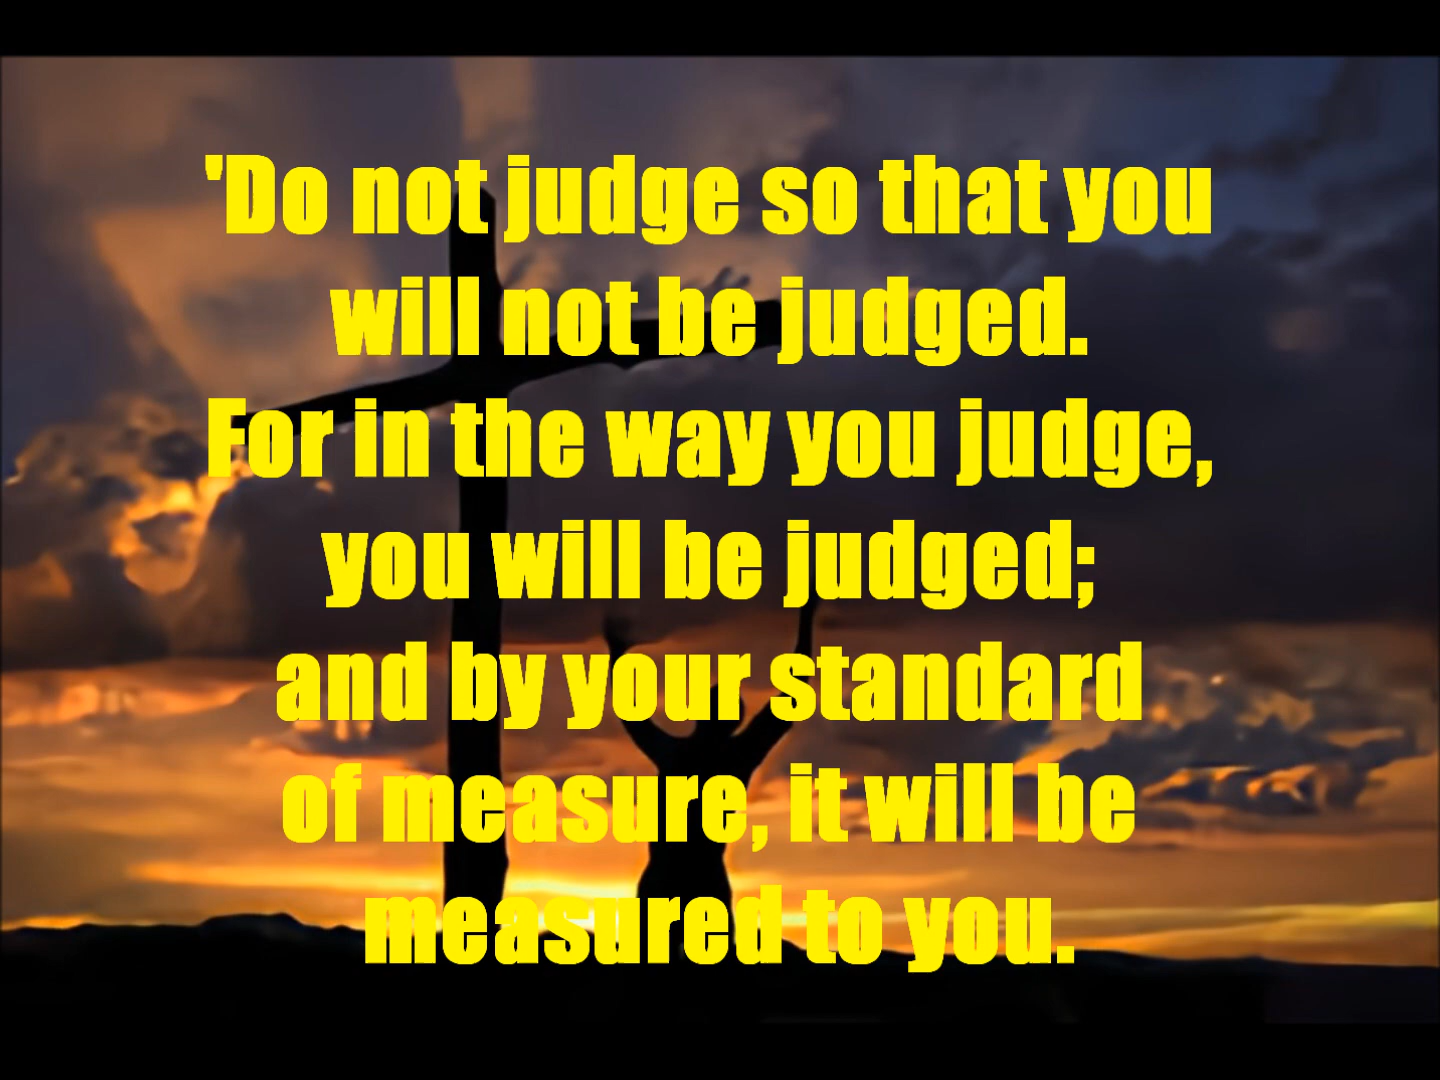 'Do not judge so that you
will not be judged.
For in the way you judge,
you will be judged;
and by your standard
of measure, it will be
measured to you.